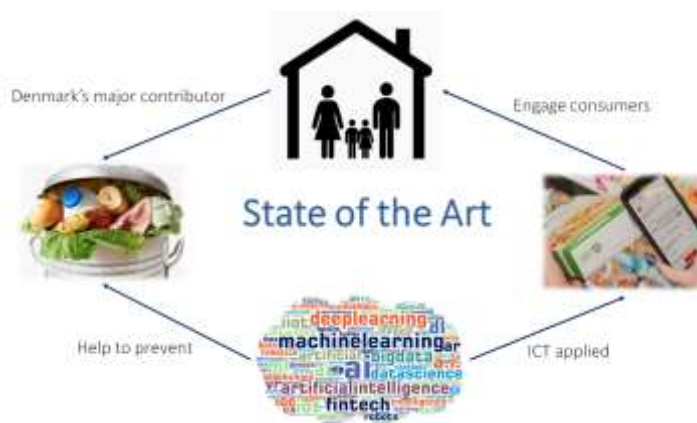 Denmark's major contributor
Engage consumers
State of the Art
Help to prevent
ICT applied
deeplearning
machinelearning
bigdata
ai
datascience
artificialintelligence
fintech
robots